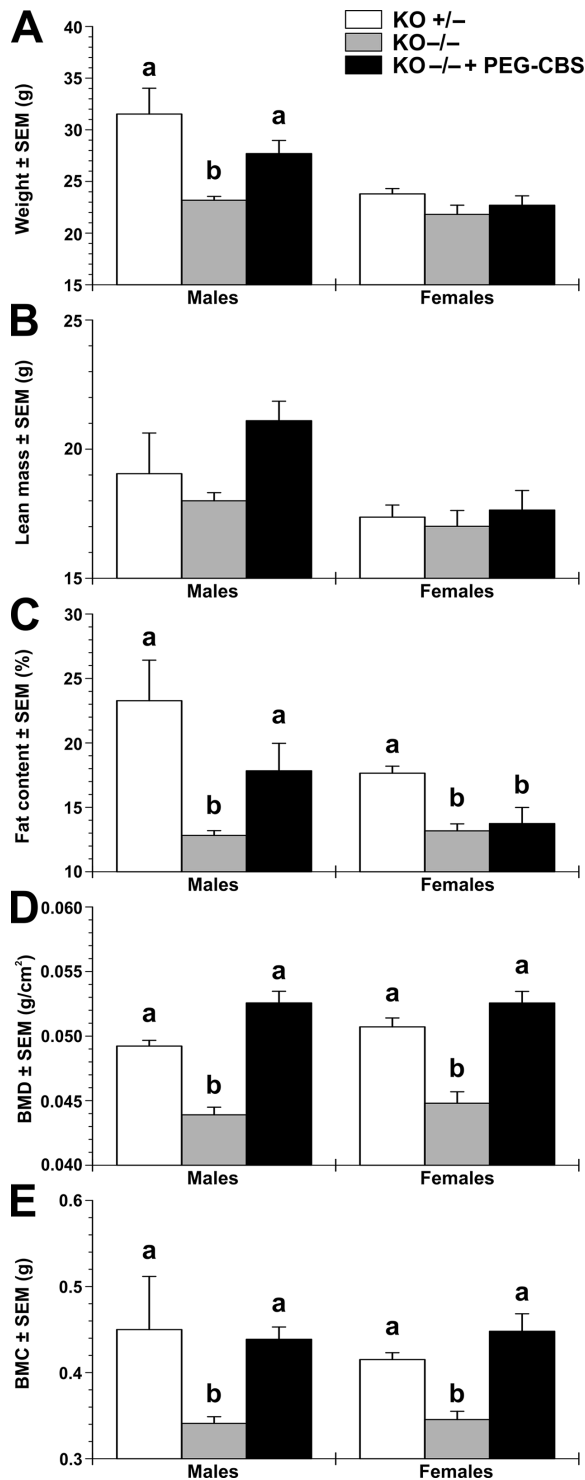 A
KO +/–
KO–/–
KO –/– + PEG-CBS
Weight ± SEM (g)
40
35
30
25
20
15
a
b
a
Males
Females
B
Lean mass ± SEM (g)
25
20
15
Males
Females
C
Fat content ± SEM (%)
30
25
20
15
10
a
b
a
a
b
b
Males
Females
D
BMD ± SEM (g/cm²)
0.060
0.055
0.050
0.045
0.040
a
b
a
a
b
a
Males
Females
E
BMC ± SEM (g)
0.6
0.5
0.4
0.3
a
b
a
a
b
a
Males
Females